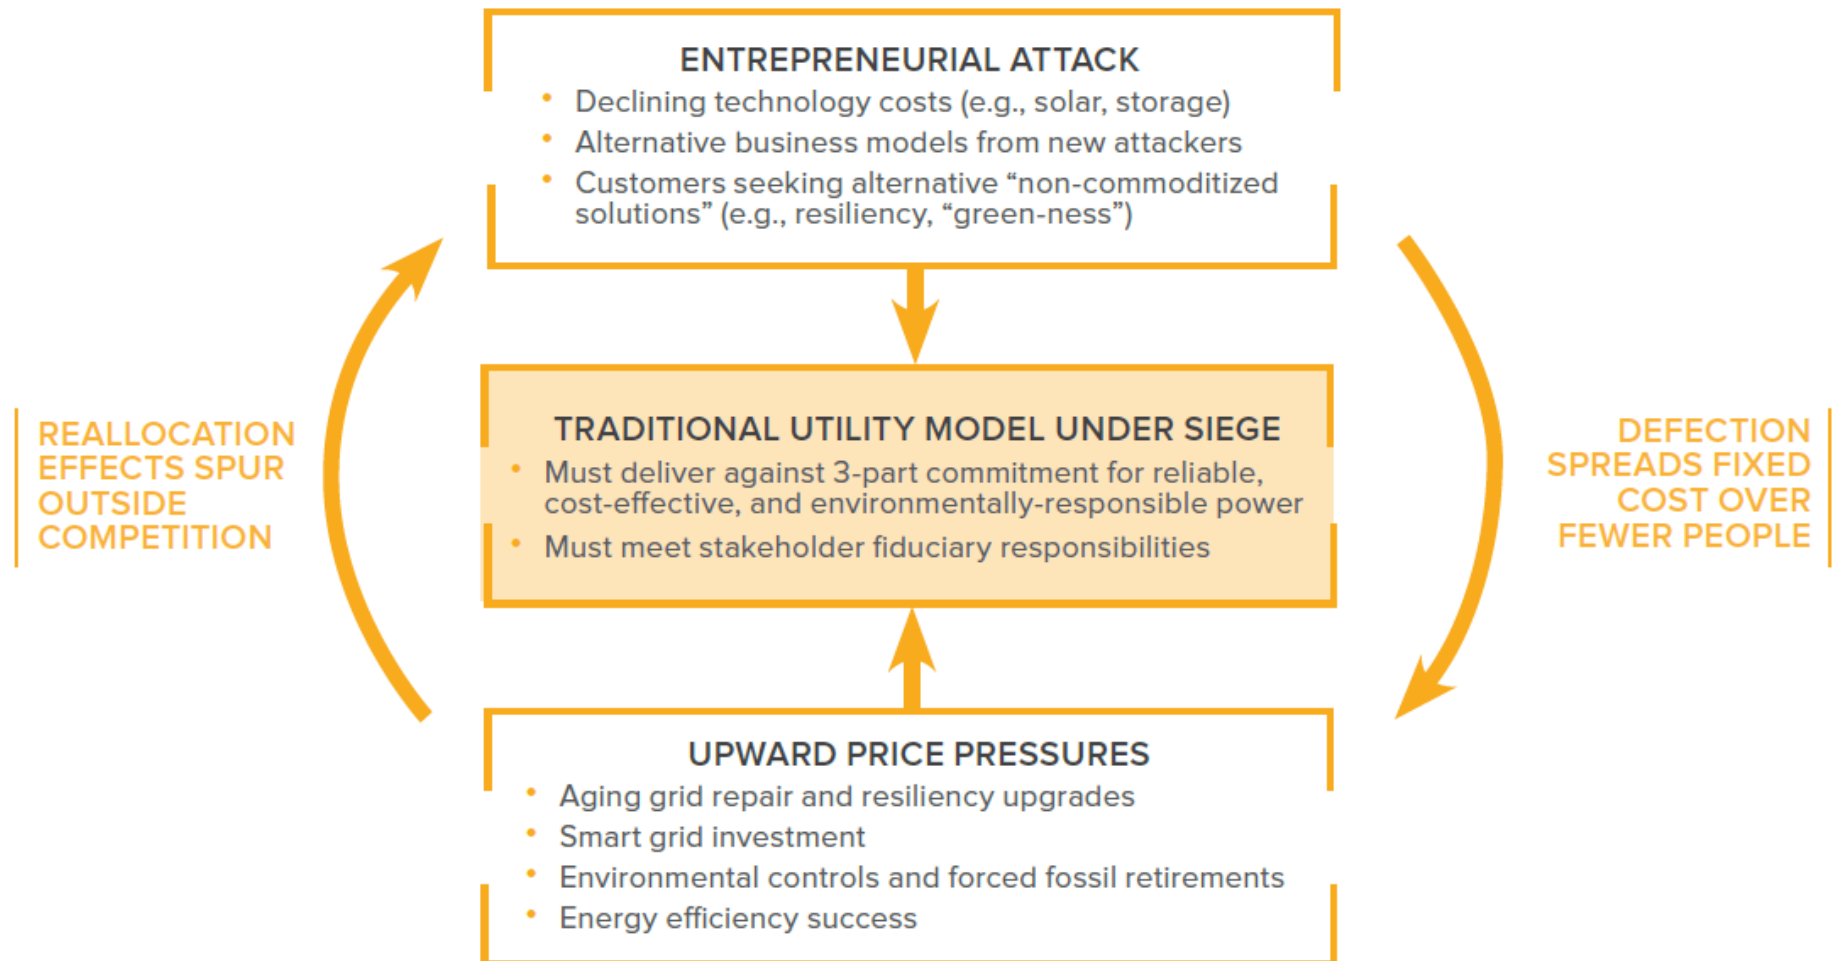 ENTREPRENEURIAL ATTACK
• Declining technology costs (e.g., solar, storage)
• Alternative business models from new attackers
• Customers seeking alternative “non-commoditized
solutions” (e.g., resiliency, “green-ness”)
REALLOCATION
EFFECTS SPUR
OUTSIDE
COMPETITION
TRADITIONAL UTILITY MODEL UNDER SIEGE
• Must deliver against 3-part commitment for reliable,
cost-effective, and environmentally-responsible power
• Must meet stakeholder fiduciary responsibilities
DEFECTION
SPREADS FIXED
COST OVER
FEWER PEOPLE
UPWARD PRICE PRESSURES
• Aging grid repair and resiliency upgrades
• Smart grid investment
• Environmental controls and forced fossil retirements
• Energy efficiency success